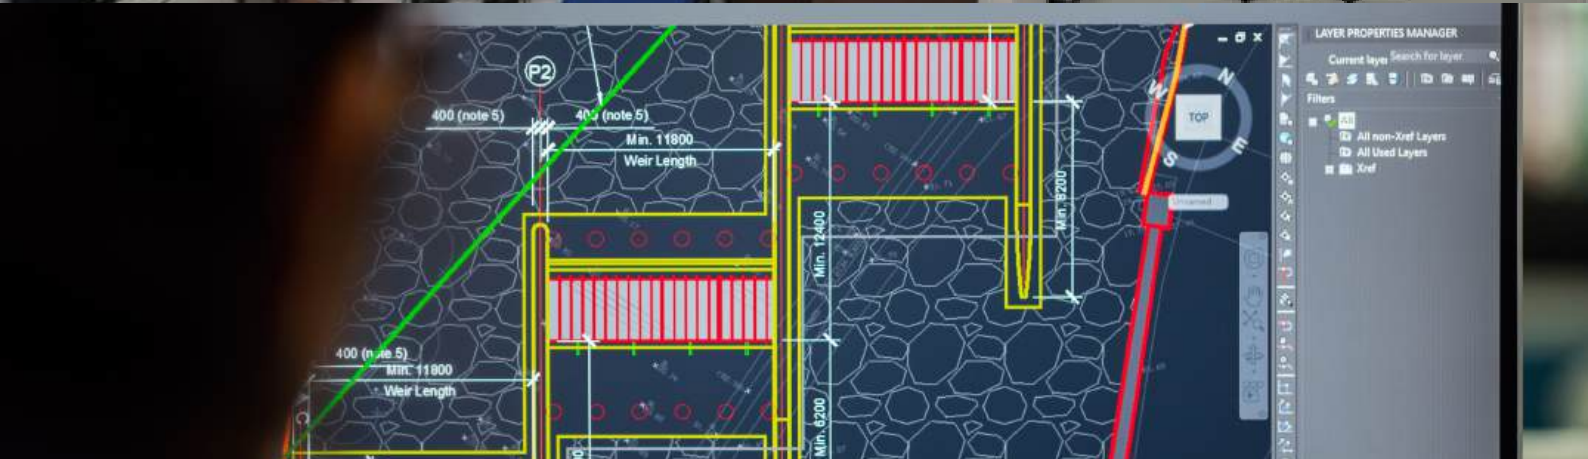 P2
400 (note 5)
400 (note 5)
Min. 11800
Weir Length
Min. 8200
Min. 12400
400 (note 5)
Min. 11800
Weir Length
Min. 6200
N
W
TOP
E
S
Unnamed
LAYER PROPERTIES MANAGER
Current layer
Search for layer
Filters
All
All non-Xref Layers
All Used Layers
Xref